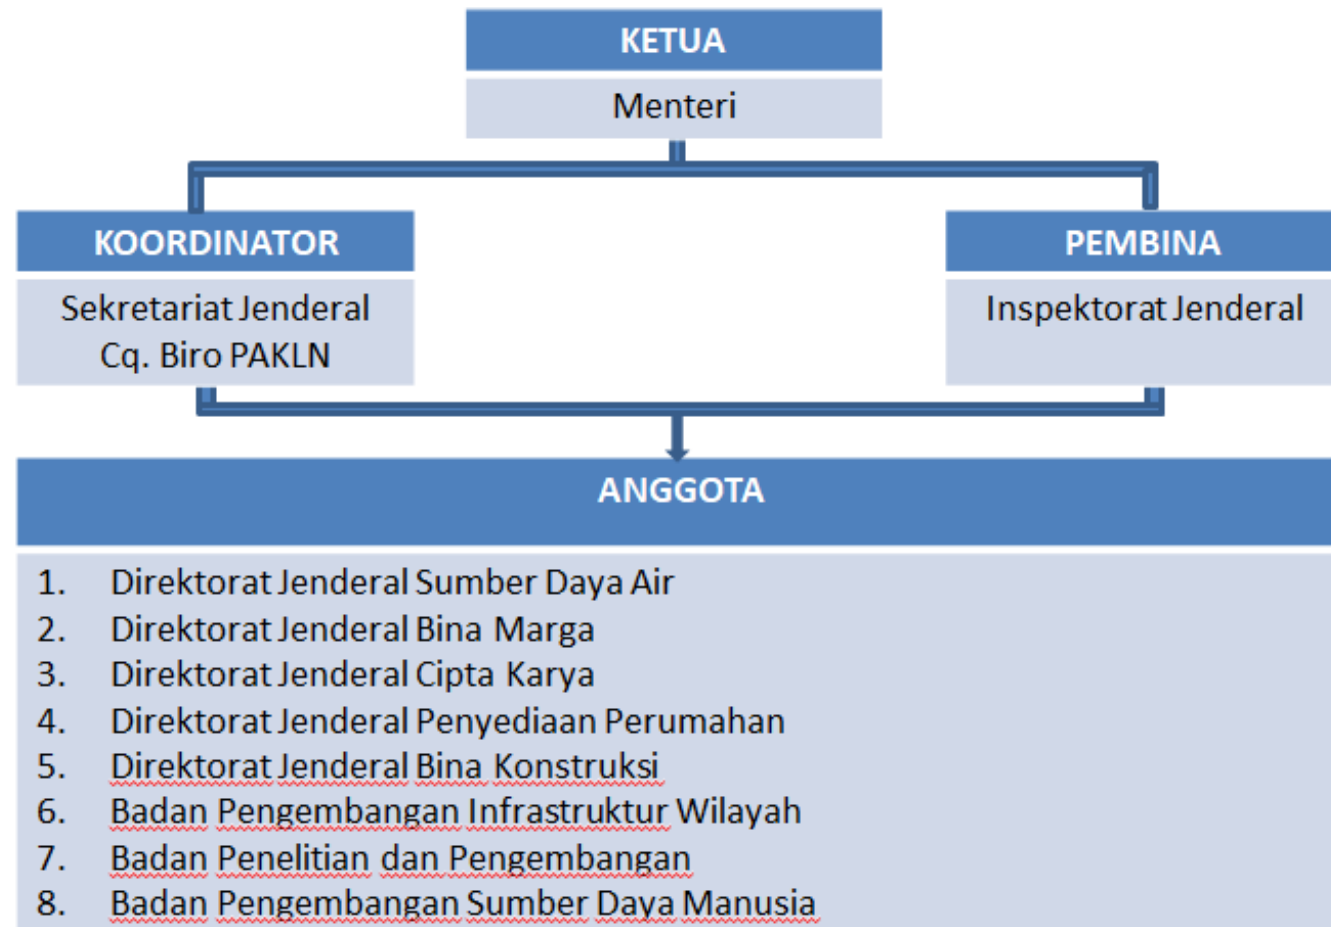 KETUA
Menteri
KOORDINATOR
Sekretariat Jenderal
Cq. Biro PAKLN
PEMBINA
Inspektorat Jenderal
ANGGOTA
1. Direktorat Jenderal Sumber Daya Air
2. Direktorat Jenderal Bina Marga
3. Direktorat Jenderal Cipta Karya
4. Direktorat Jenderal Penyediaan Perumahan
5. Direktorat Jenderal Bina Konstruksi
6. Badan Pengembangan Infrastruktur Wilayah
7. Badan Penelitian dan Pengembangan
8. Badan Pengembangan Sumber Daya Manusia